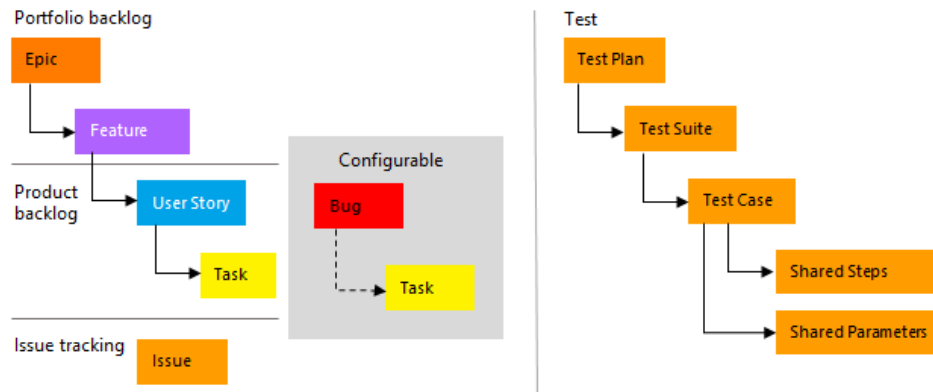 Portfolio backlog
Epic
Feature
Product
backlog
User Story
Task
Issue tracking
Issue
Configurable
Bug
Task
Test
Test Plan
Test Suite
Test Case
Shared Steps
Shared Parameters